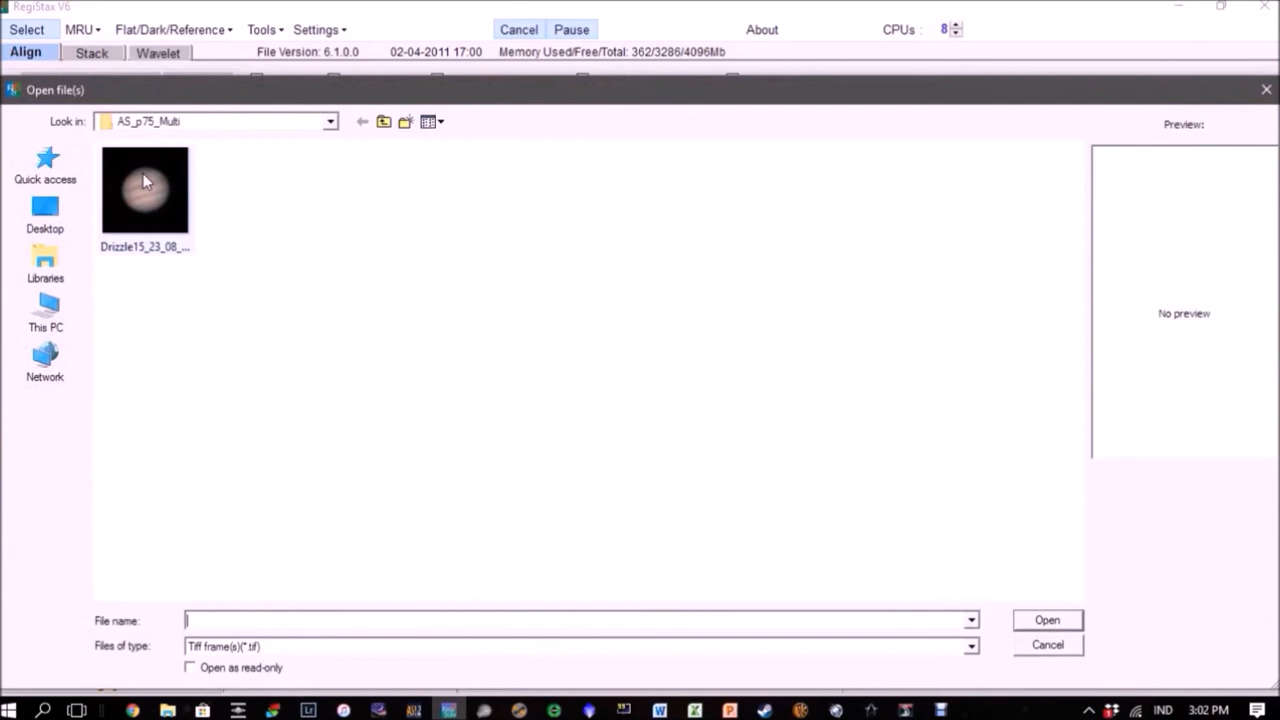 RegiStax V6
Select MRU Flat/Dark/Reference Tools Settings Cancel Pause About CPUs : 8
Align Stack Wavelet File Version: 6.1.0.0 02-04-2011 17:00 Memory Used/Free/Total: 362/3286/4096Mb
Open file(s)
Look in: AS_p75_Multi
Preview:
Quick access
Drizzle15_23_08_...
Desktop
Libraries
This PC
Network
No preview
File name: Open
Files of type: Tiff frame(s)(*.tif) Cancel
Open as read-only
IND 3:02 PM